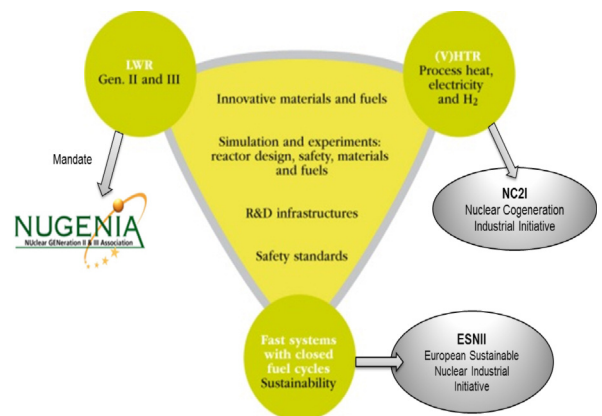 LWR
Gen. II and III
(V)HTR
Process heat,
electricity
and H₂
Innovative materials and fuels
Simulation and experiments:
reactor design, safety, materials
and fuels
R&D infrastructures
Safety standards
Mandate
NUGENIA
NUclear GENeration II & III Association
NC2I
Nuclear Cogeneration
Industrial Initiative
Fast systems
with closed
fuel cycles
Sustainability
ESNII
European Sustainable
Nuclear Industrial
Initiative